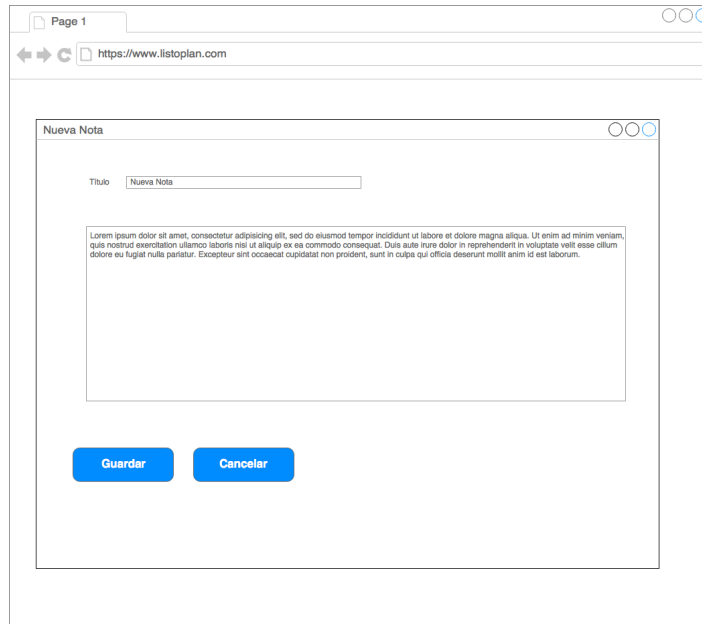 Page 1
https://www.listoplan.com
Nueva Nota
Título Nueva Nota
Lorem ipsum dolor sit amet, consectetur adipisicing elit, sed do eiusmod tempor incididunt ut labore et dolore magna aliqua. Ut enim ad minim veniam,
quis nostrud exercitation ullamco laboris nisi ut aliquip ex ea commodo consequat. Duis aute irure dolor in reprehenderit in voluptate velit esse cillum
dolore eu fugiat nulla pariatur. Excepteur sint occaecat cupidatat non proident, sunt in culpa qui officia deserunt mollit anim id est laborum.
Guardar Cancelar